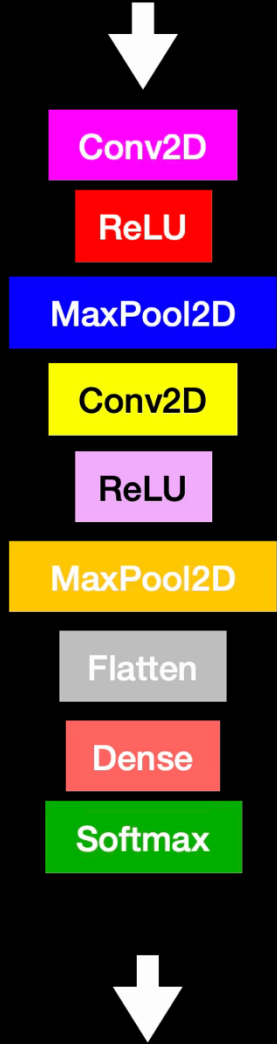 Conv2D
ReLU
MaxPool2D
Conv2D
ReLU
MaxPool2D
Flatten
Dense
Softmax